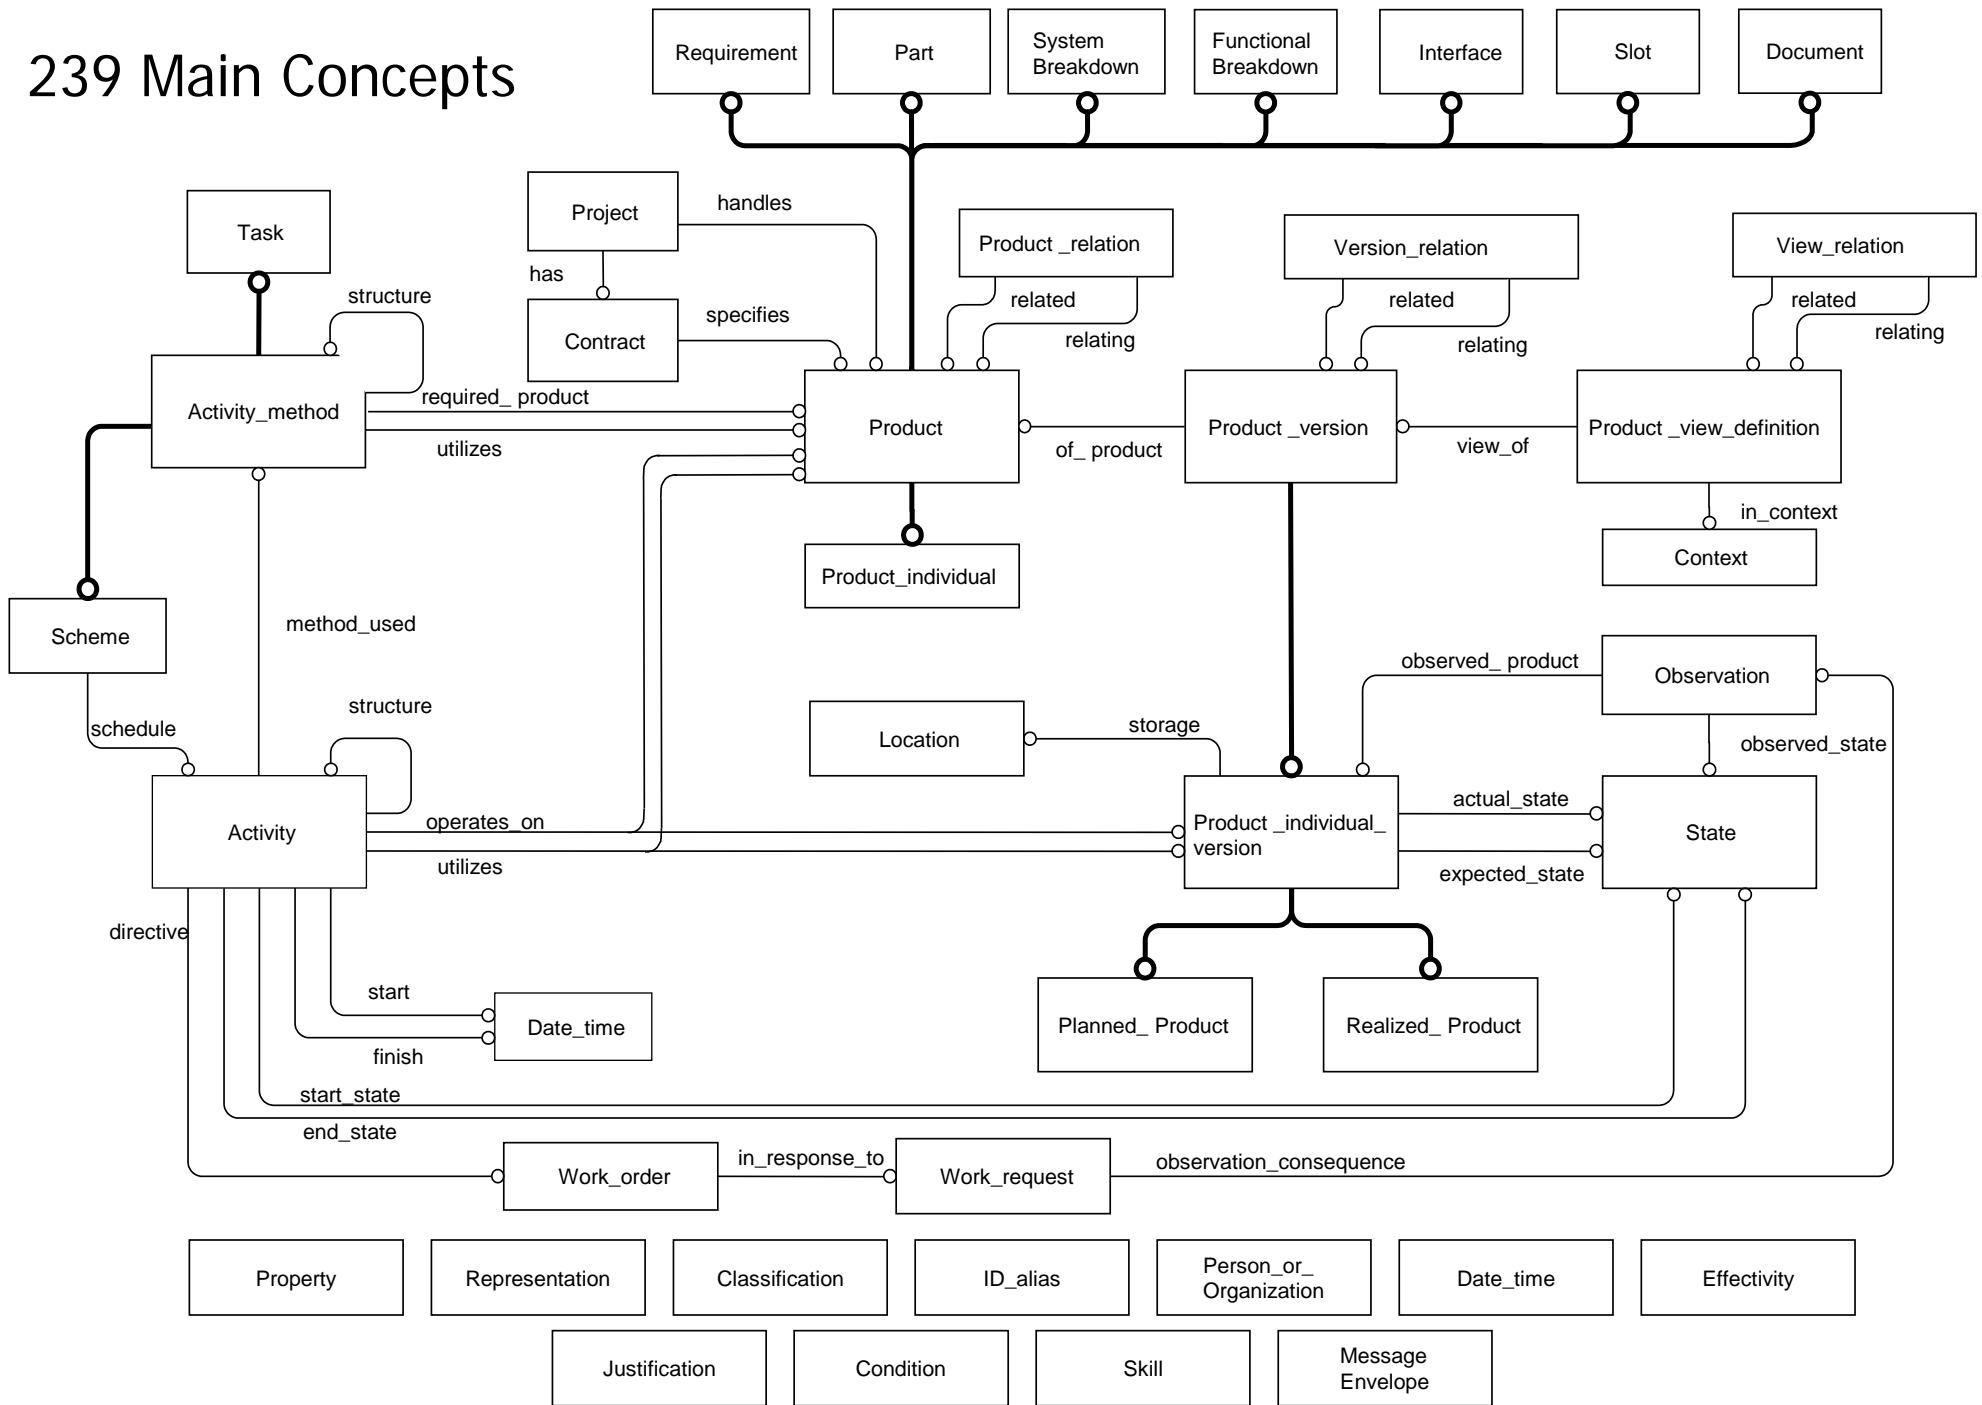 239 Main Concepts
Requirement
Part
System
Breakdown
Functional
Breakdown
Interface
Slot
Document
Task
structure
Project
handles
has
Contract
specifies
Product _relation
related
relating
Version_relation
related
relating
View_relation
related
relating
Activity_method
required_ product
utilizes
Product
of_ product
Product _version
view_of
Product _view_definition
in_context
Context
Product_individual
Scheme
method_used
schedule
structure
Location
storage
observed_ product
Observation
observed_state
Activity
operates_on
utilizes
Product _individual_
version
actual_state
expected_state
State
directive
start
finish
Date_time
Planned_ Product
Realized_ Product
start_state
end_state
Work_order
in_response_to
Work_request
observation_consequence
Property
Representation
Classification
ID_alias
Person_or_
Organization
Date_time
Effectivity
Justification
Condition
Skill
Message
Envelope